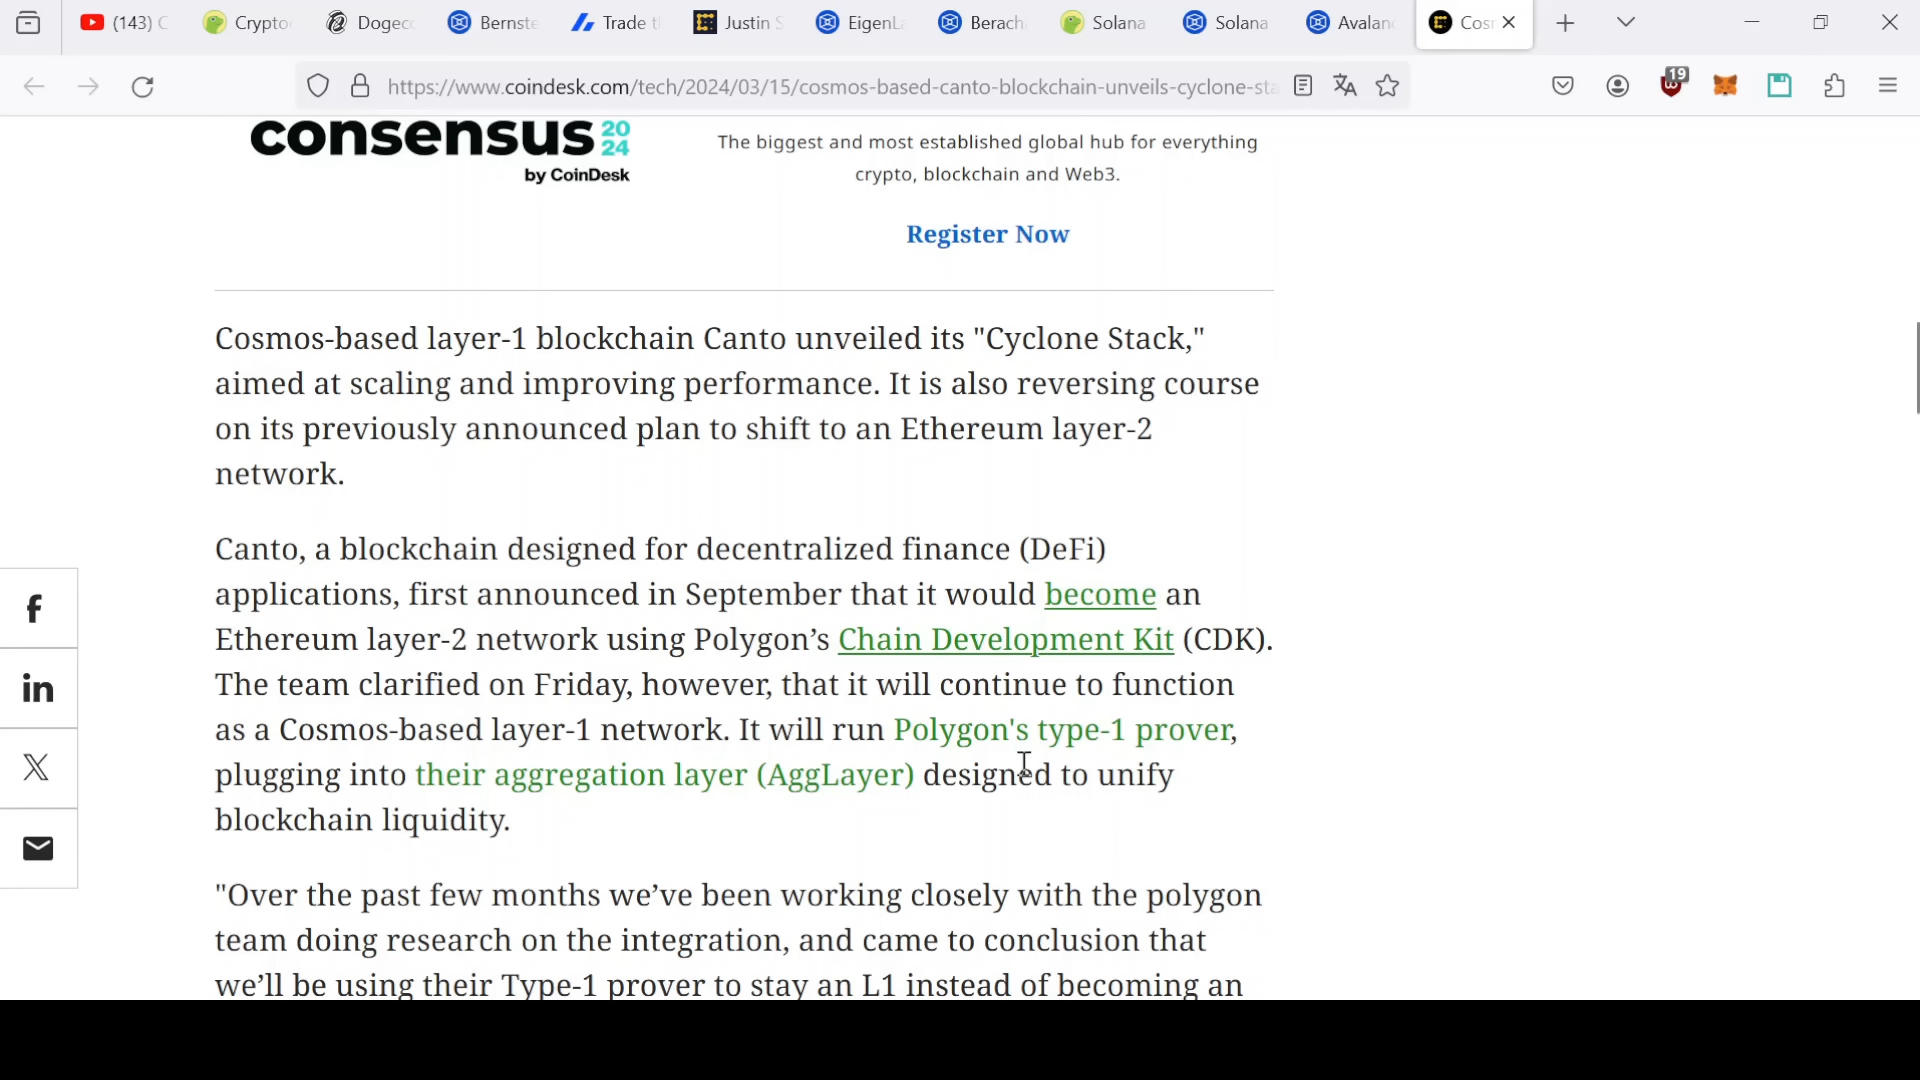 (143) C
Crypto
Dogec
Bernste
Trade t
Justin S
EigenLa
Berach
Solana
Solana
Avalan
Cos
https://www.coindesk.com/tech/2024/03/15/cosmos-based-canto-blockchain-unveils-cyclone-sta
19
consensus 20 24
by CoinDesk
The biggest and most established global hub for everything
crypto, blockchain and Web3.
Register Now
Cosmos-based layer-1 blockchain Canto unveiled its "Cyclone Stack,"
aimed at scaling and improving performance. It is also reversing course
on its previously announced plan to shift to an Ethereum layer-2
network.
Canto, a blockchain designed for decentralized finance (DeFi)
applications, first announced in September that it would become an
Ethereum layer-2 network using Polygon’s Chain Development Kit (CDK).
The team clarified on Friday, however, that it will continue to function
as a Cosmos-based layer-1 network. It will run Polygon's type-1 prover,
plugging into their aggregation layer (AggLayer) designed to unify
blockchain liquidity.
"Over the past few months we’ve been working closely with the polygon
team doing research on the integration, and came to conclusion that
we’ll be using their Type-1 prover to stay an L1 instead of becoming an